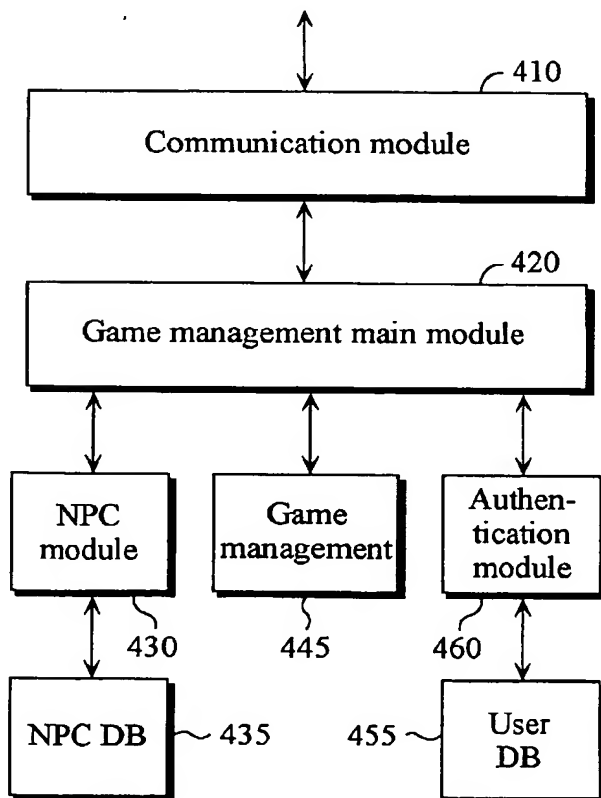 410
Communication module
420
Game management main module
NPC
module
Game
management
Authen-
tication
module
430
445
460
NPC DB
435
455
User
DB